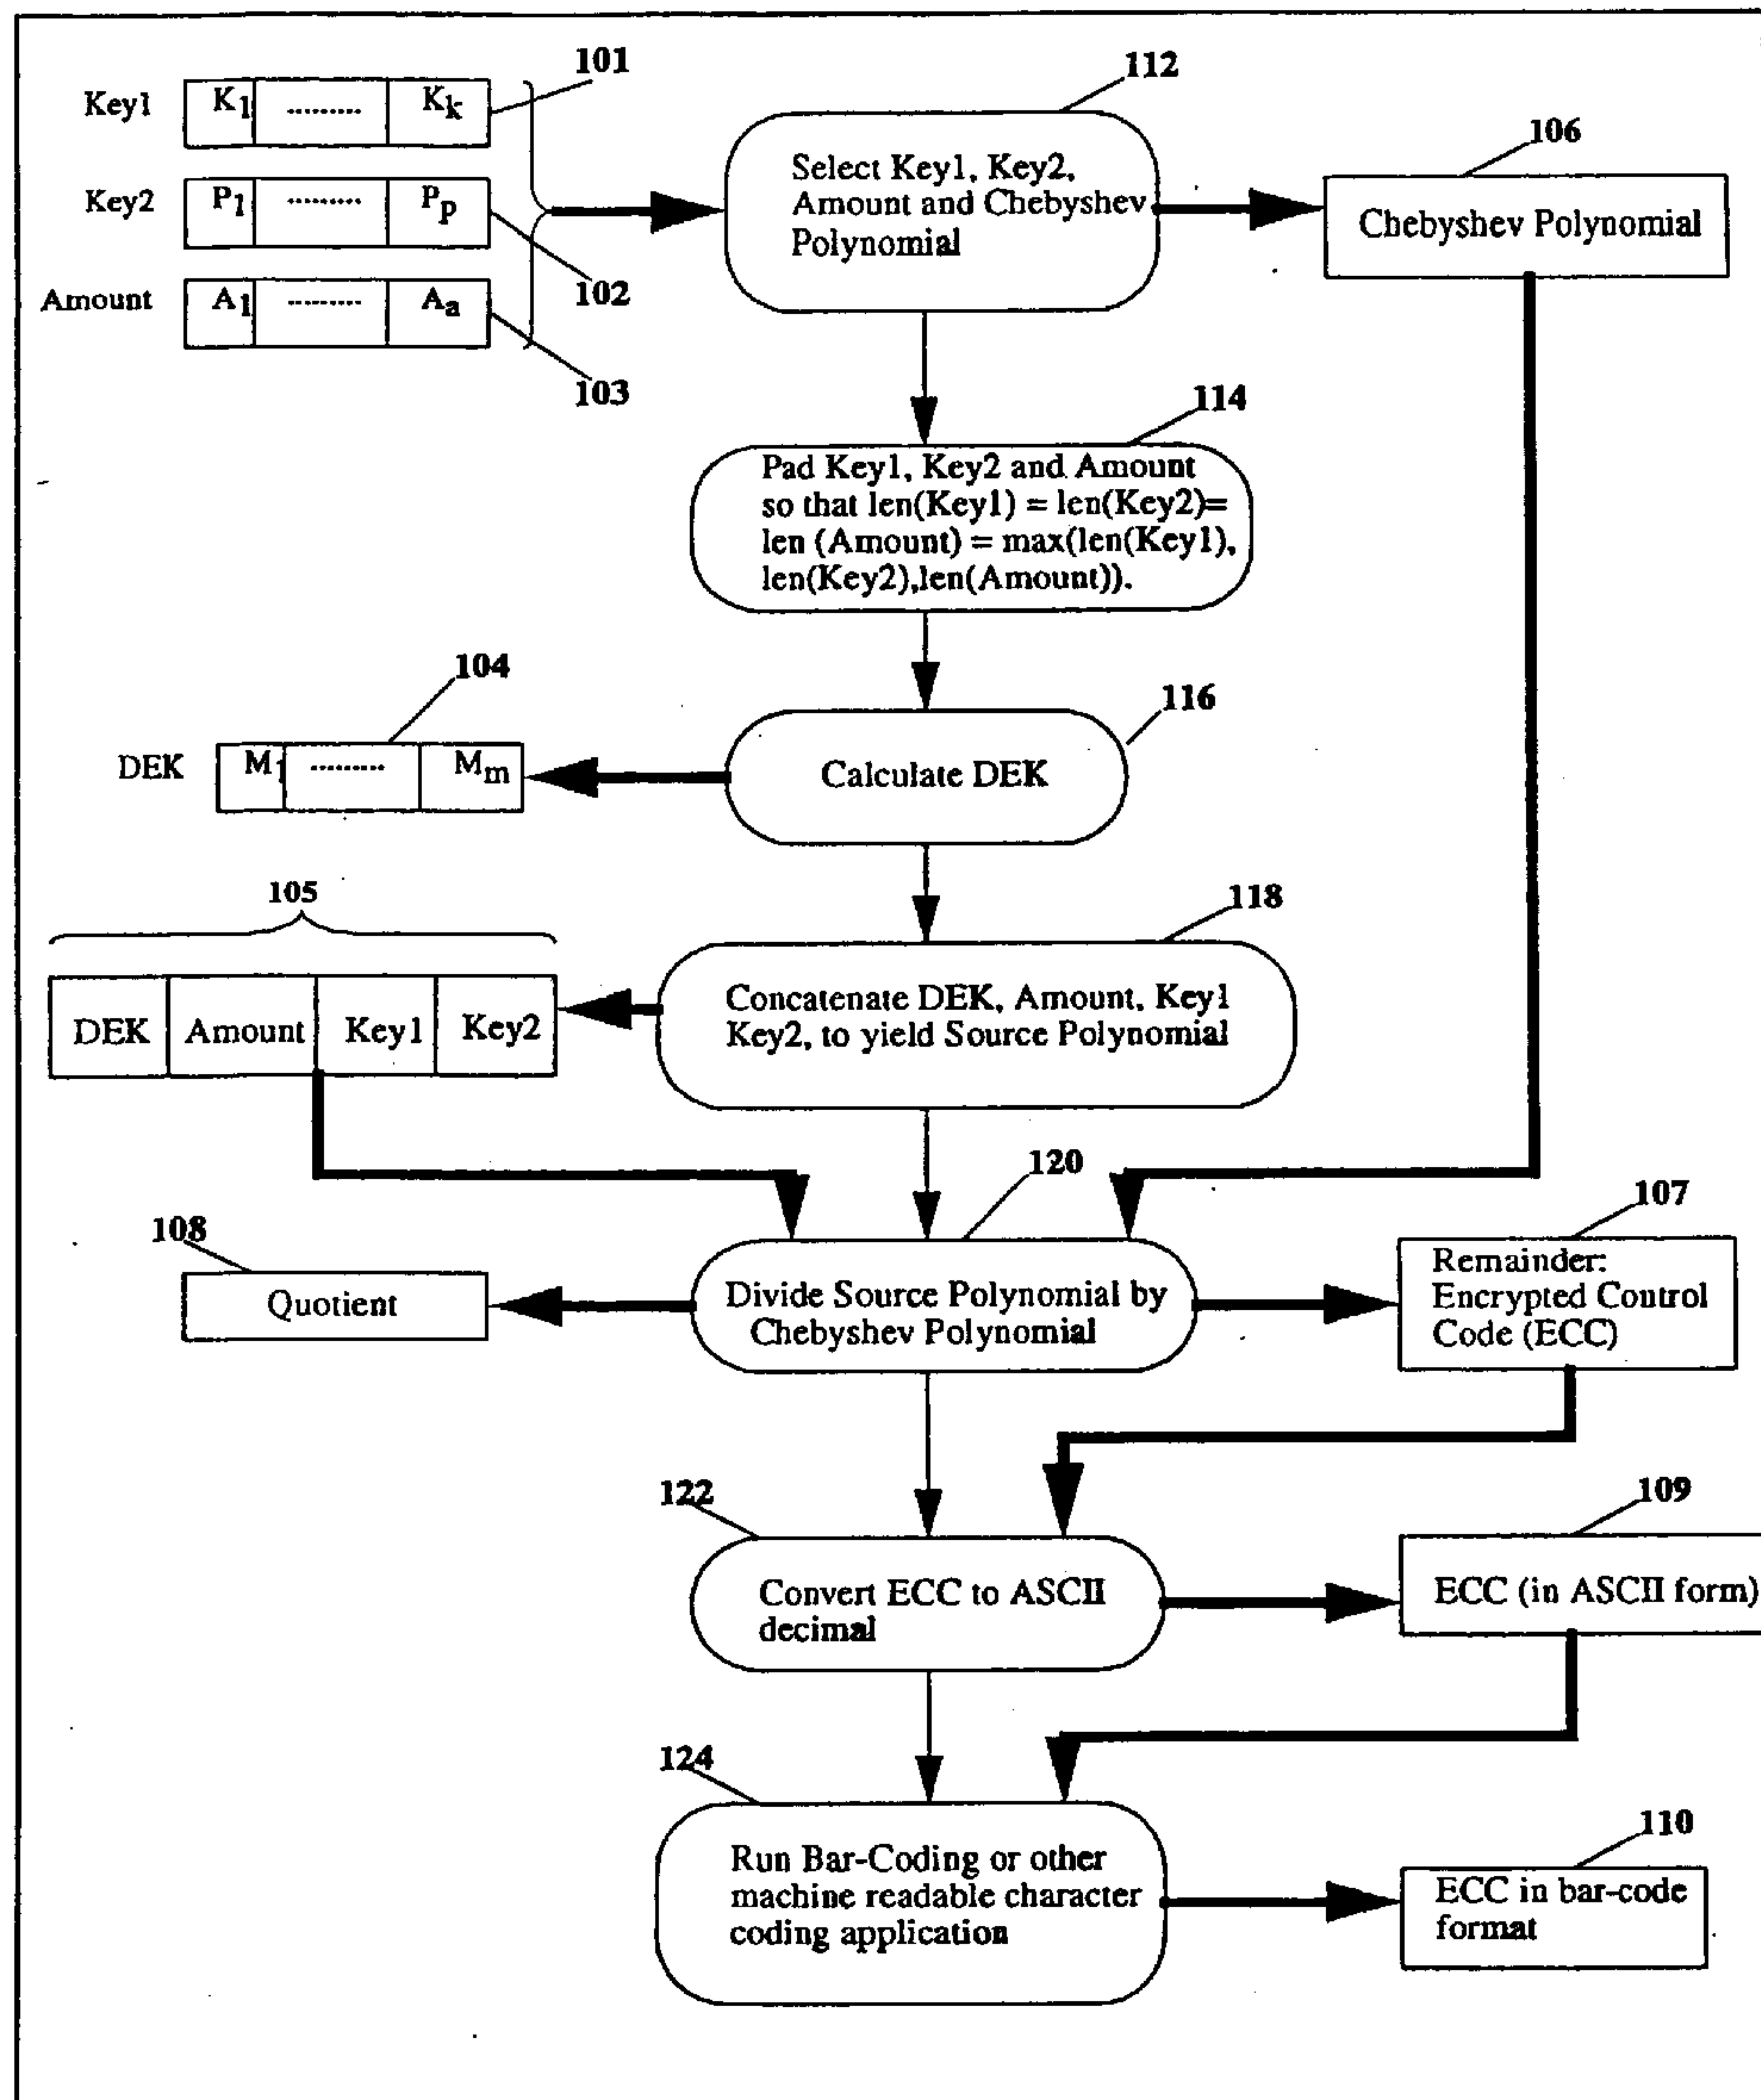 101
112
Key1 K1 ......... Kk
106
Select Key1, Key2,
Amount and Chebyshev
Polynomial
Key2 P1 ......... Pp
Chebyshev Polynomial
102
Amount A1 ......... Aa
103
114
Pad Key1, Key2 and Amount
so that len(Key1) = len(Key2)=
len (Amount) = max(len(Key1),
len(Key2),len(Amount)).
104
116
DEK M1 ......... Mm
Calculate DEK
105
118
DEK Amount Key1 Key2
Concatenate DEK, Amount, Key1
Key2, to yield Source Polynomial
120
107
108
Quotient
Divide Source Polynomial by
Chebyshev Polynomial
Remainder:
Encrypted Control
Code (ECC)
122
109
Convert ECC to ASCII
decimal
ECC (in ASCII form)
124
110
Run Bar-Coding or other
machine readable character
coding application
ECC in bar-code
format